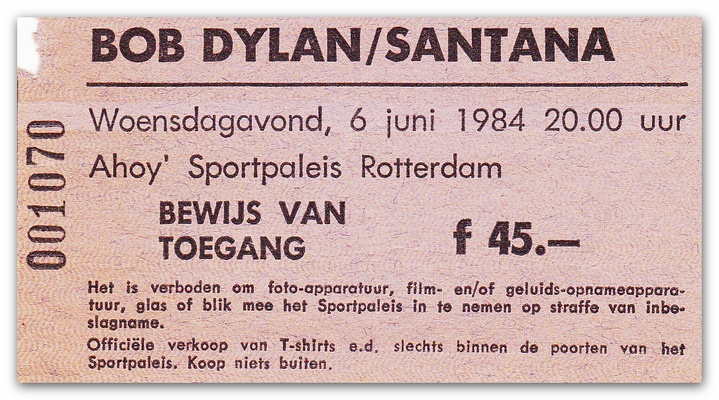 BOB DYLAN/SANTANA
Woensdagavond, 6 juni 1984 20.00 uur
Ahoy' Sportpaleis Rotterdam
BEWIJS VAN
TOEGANG
f 45.—
001070
Het is verboden om foto-apparatuur, film- en/of geluids-opnameappara-
tuur, glas of blik mee het Sportpaleis in te nemen op straffe van inbe-
slagname.
Officiële verkoop van T-shirts e.d. slechts binnen de poorten van het
Sportpaleis. Koop niets buiten.